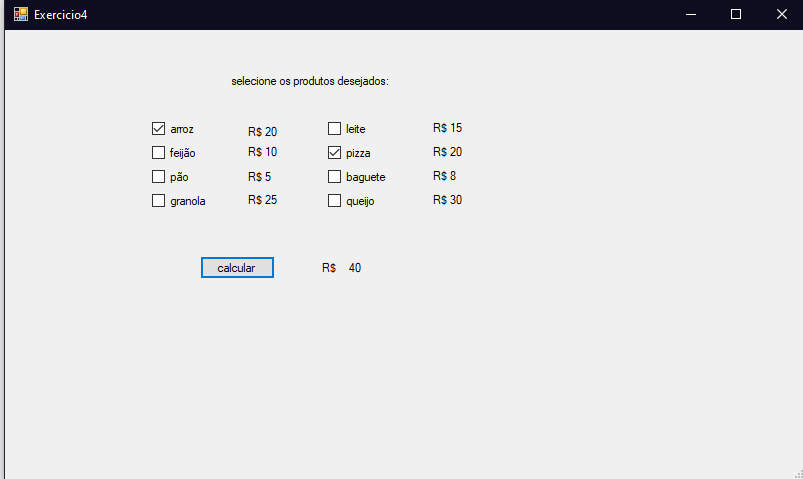 Exercicio4
selecione os produtos desejados:
arroz R$ 20 leite R$ 15
feijão R$ 10 pizza R$ 20
pão R$ 5 baguete R$ 8
granola R$ 25 queijo R$ 30
calcular R$ 40